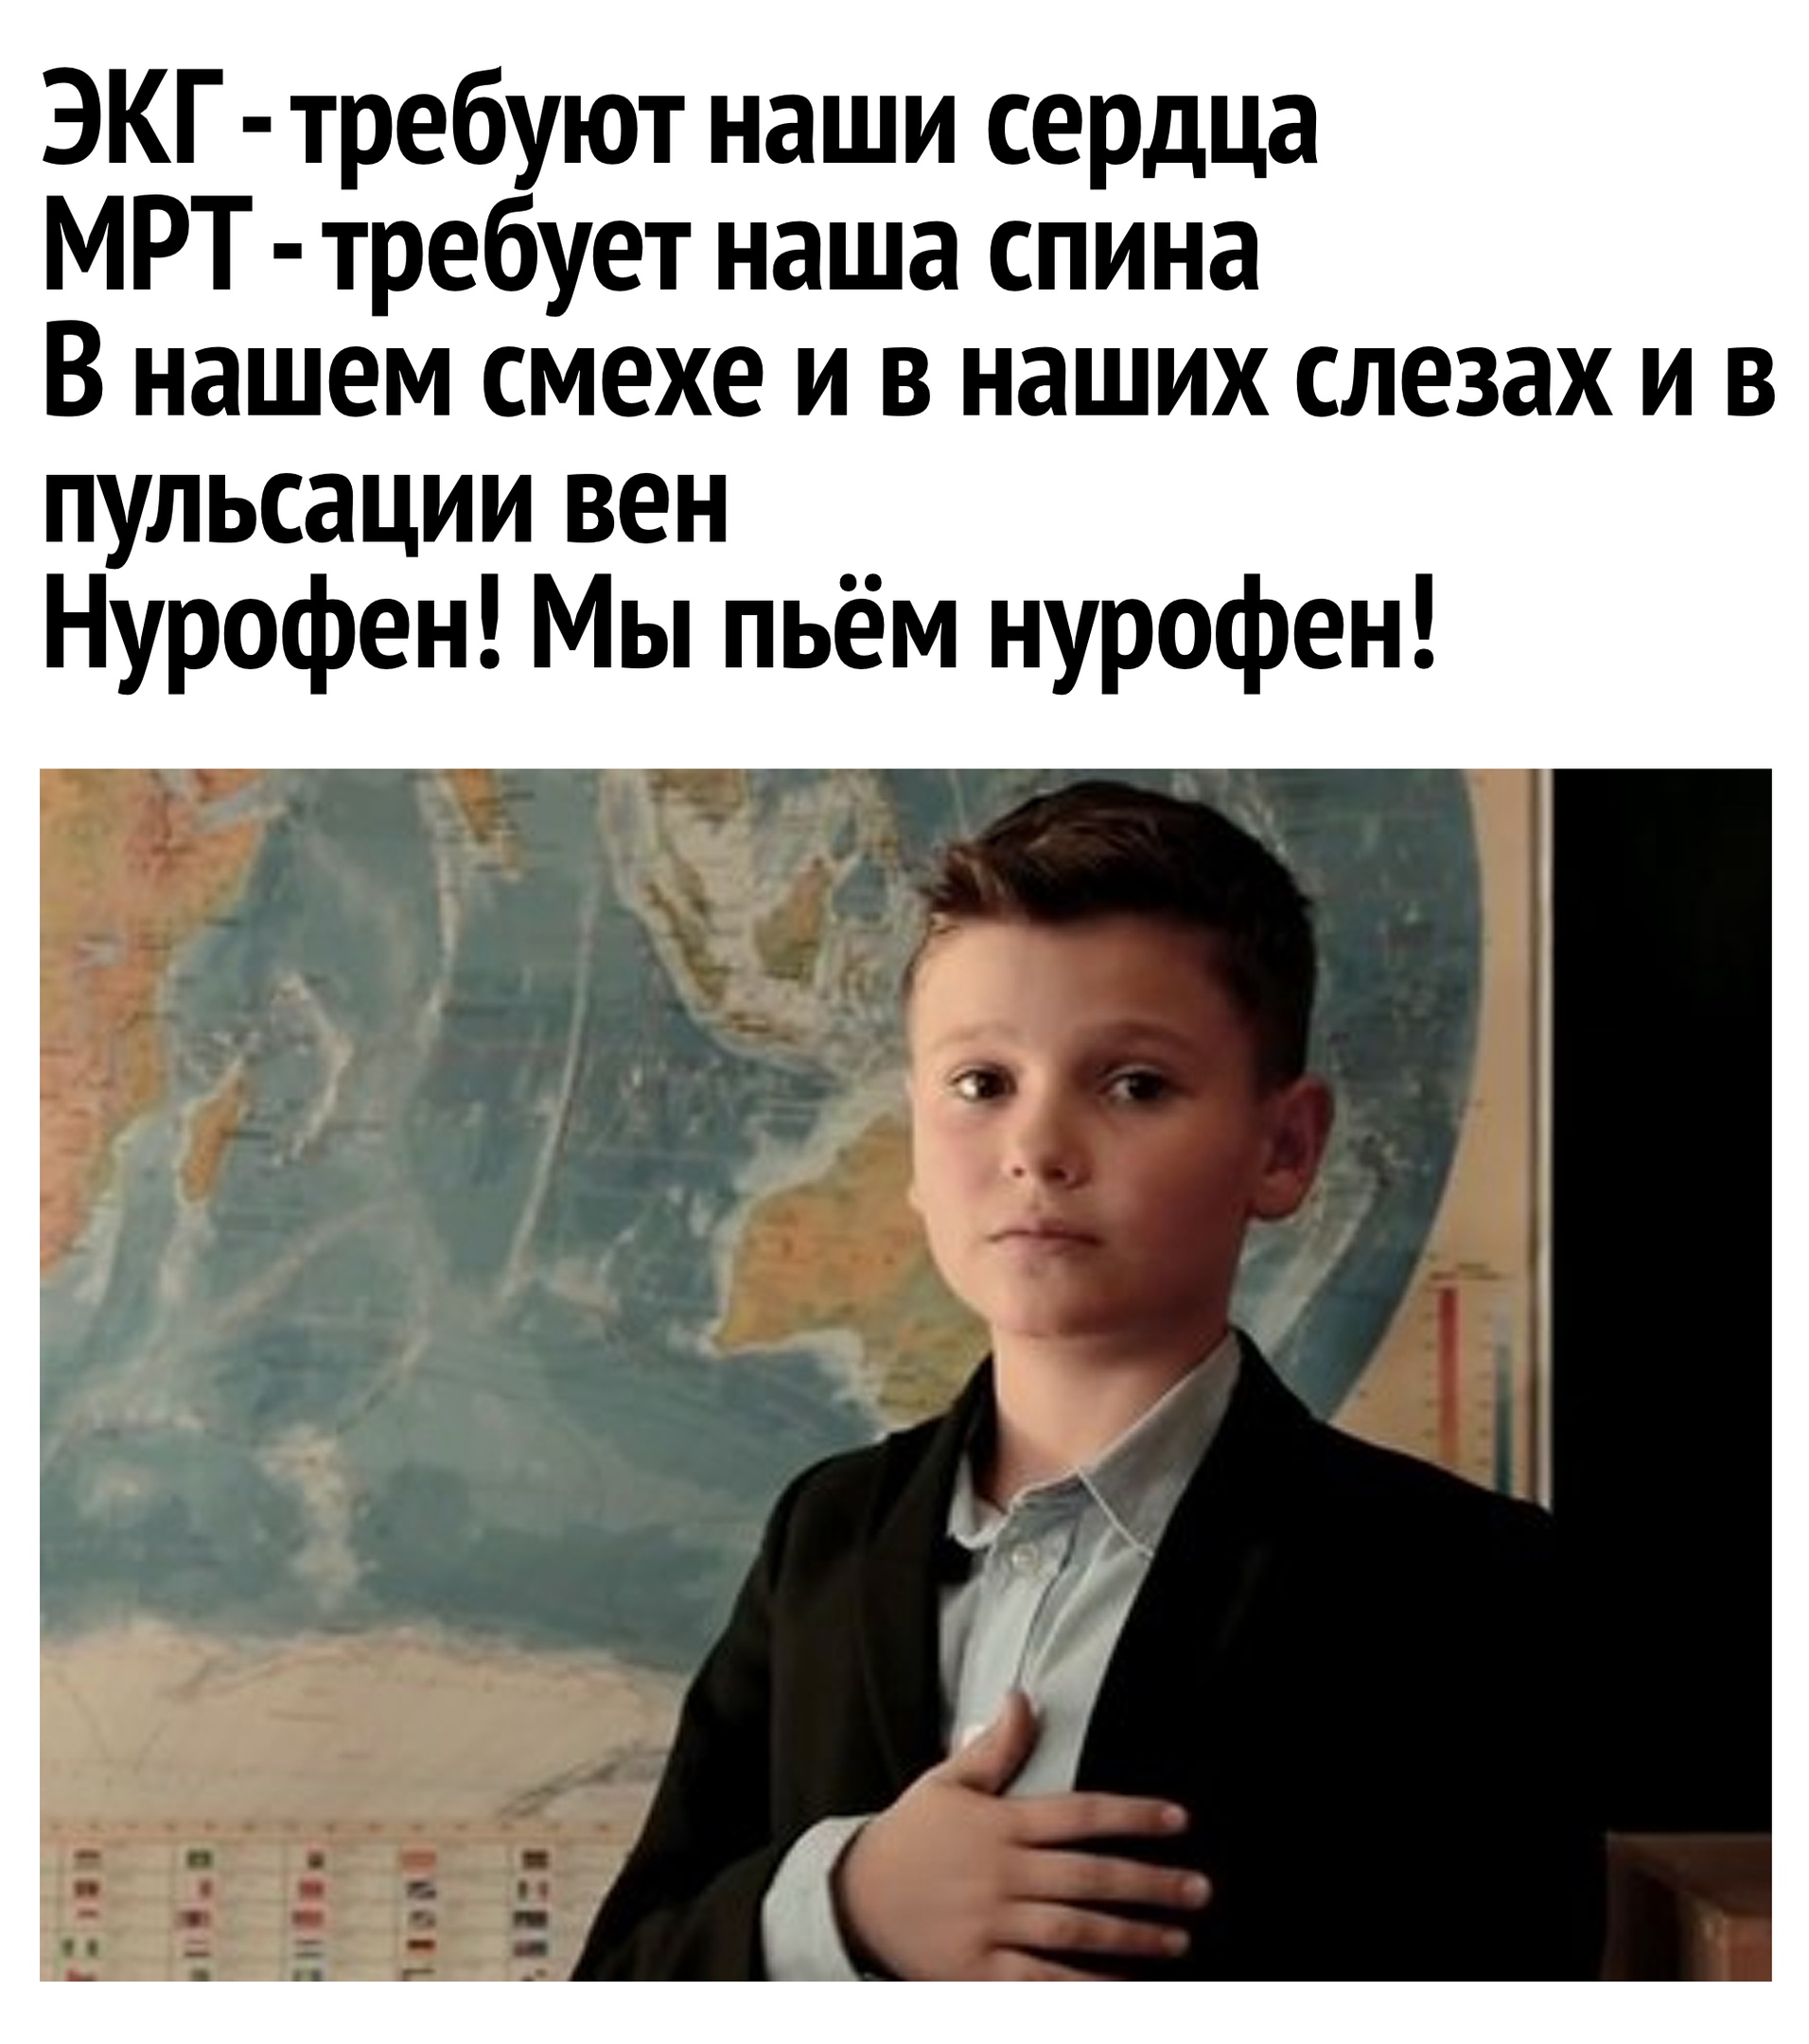 ЭКГ - требуют наши сердца
МРТ - требует наша спина
В нашем смехе и в наших слезах и в
пульсации вен
Нурофен! Мы пьём нурофен!